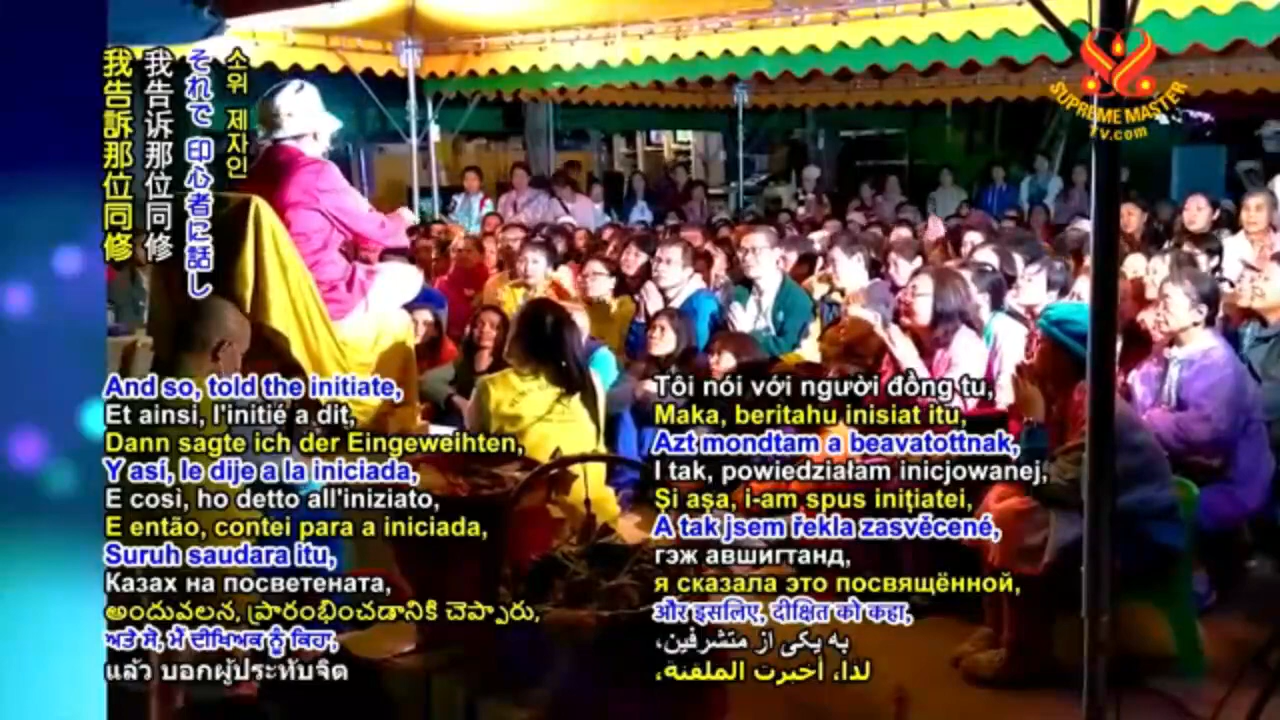 소위 제자인
それで 印心者に話し
我告诉那位同修
我告訴那位同修
SUPREME MASTER
TV.com
And so, told the initiate,
Et ainsi, l'initié a dit,
Dann sagte ich der Eingeweihten,
Y así, le dije a la iniciada,
E così, ho detto all'iniziato,
E então, contei para a iniciada,
Suruh saudara itu,
Казах на посветената,
అందువలన, ప్రారంభించడానికి చెప్పారు,
ਅਤੇ ਸੋ, ਮੈਂ ਦੀਖਿਅਕ ਨੂੰ ਕਿਹਾ,
แล้ว บอกผู้ประทับจิต
Tôi nói với người đồng tu,
Maka, beritahu inisiat itu,
Azt mondtam a beavatottnak,
I tak, powiedziałam inicjowanej,
Și așa, i-am spus inițiatei,
A tak jsem řekla zasvěcené,
гэж авшигтанд,
я сказала это посвящённой,
और इसलिए, दीक्षित को कहा,
به یکی از متشرفین،
لذا، أخبرت الملقنة،